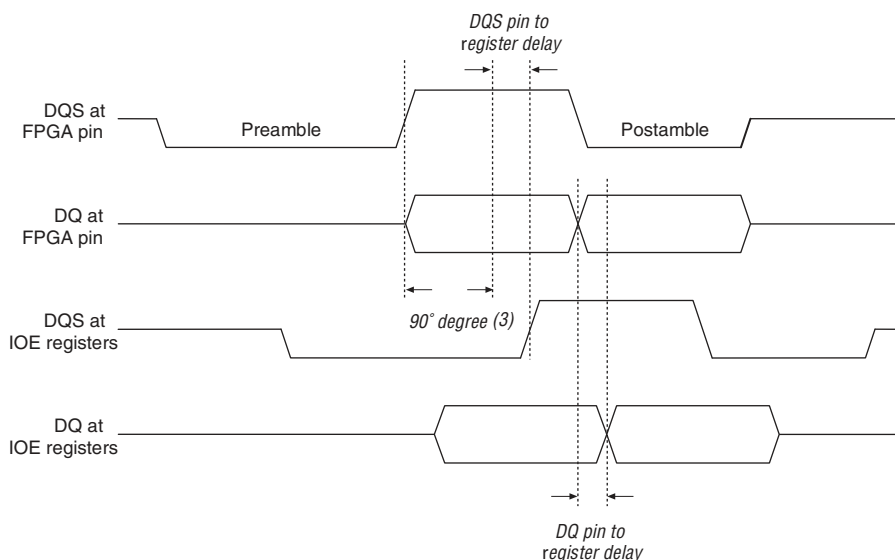 DQS pin to
register delay
DQS at
FPGA pin
Preamble
Postamble
DQ at
FPGA pin
90° degree (3)
DQS at
IOE registers
DQ at
IOE registers
DQ pin to
register delay